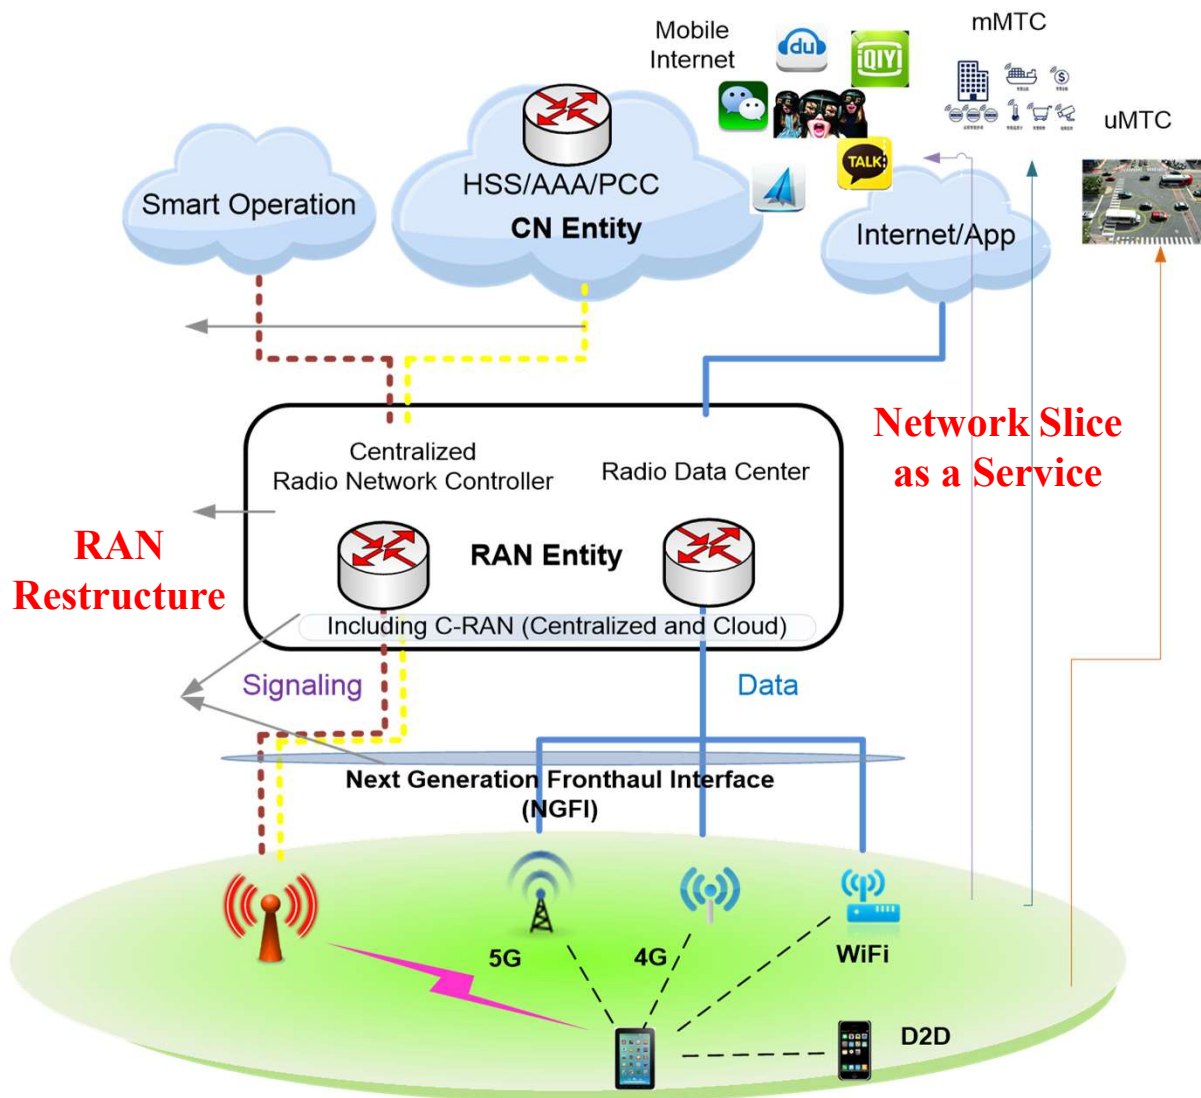 Mobile
Internet
mMTC
uMTC
du
iQIYI
TALK
HSS/AAA/PCC
CN Entity
Smart Operation
Internet/App
Network Slice
as a Service
Centralized
Radio Network Controller
Radio Data Center
RAN Entity
RAN
Restructure
Including C-RAN (Centralized and Cloud)
Signaling
Data
Next Generation Fronthaul Interface
(NGFI)
5G
4G
WiFi
D2D